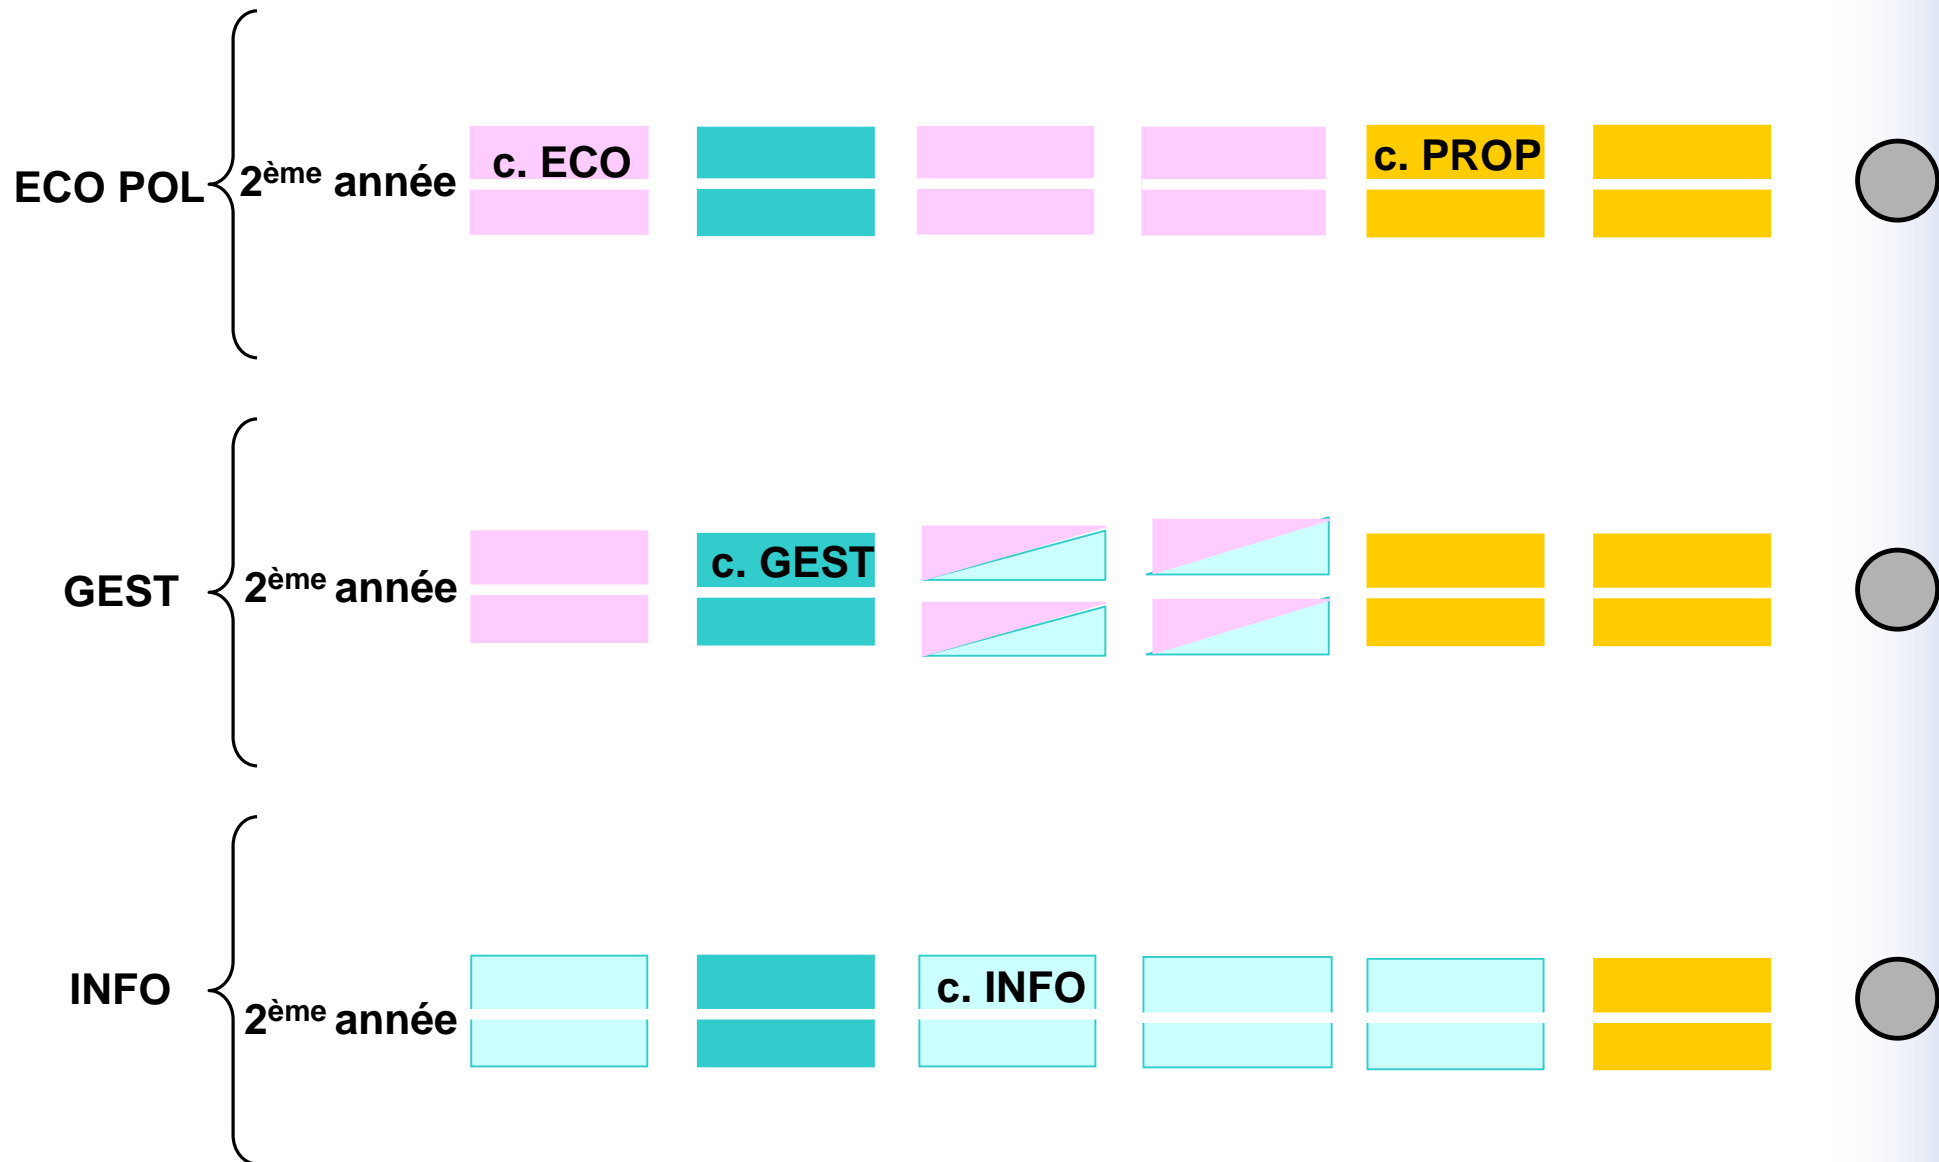 ECO POL
2ème année
c. ECO
c. PROP
GEST
2ème année
c. GEST
INFO
2ème année
c. INFO